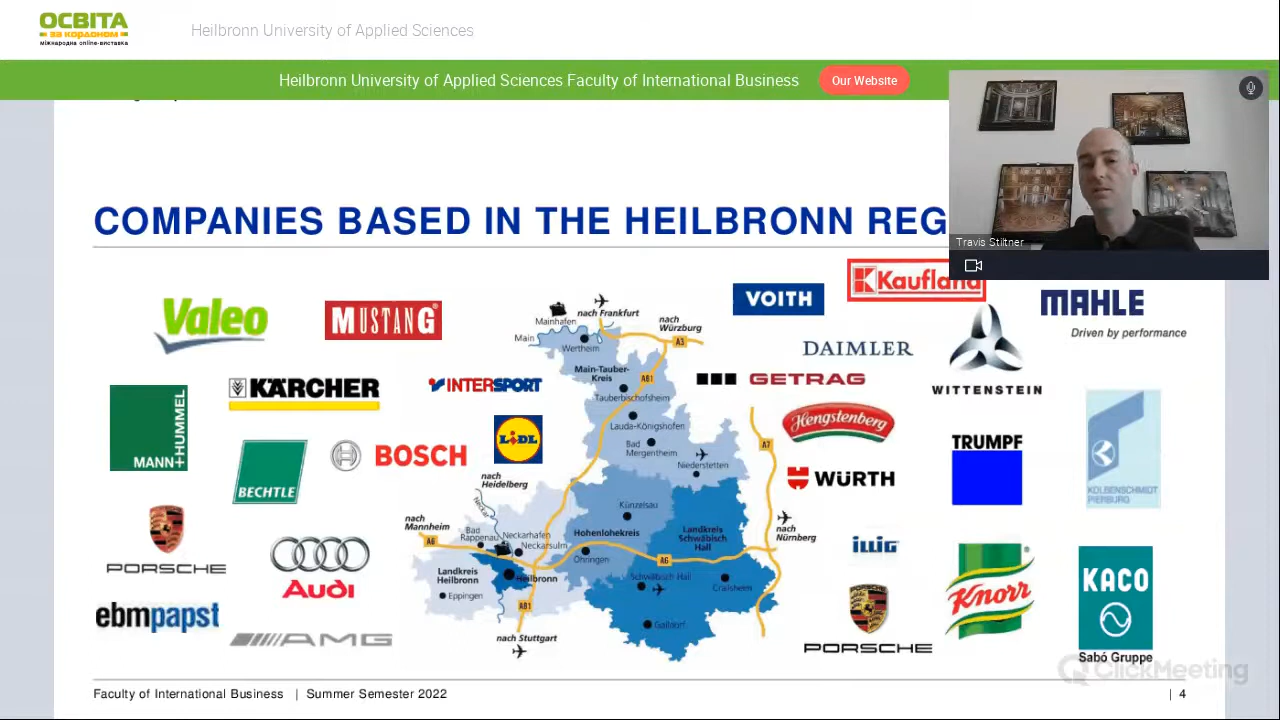 ОСВІТА
ЗА КОРДОНОМ
міжнародна online-виставка
Heilbronn University of Applied Sciences
Heilbronn University of Applied Sciences Faculty of International Business
Our Website
Travis Stiltner
COMPANIES BASED IN THE HEILBRONN REG
Valeo
MUSTANG
VOITH
Kaufland
MAHLE
Driven by performance
DAIMLER
WITTENSTEIN
KÄRCHER
INTERSPORT
GETRAG
MANN+HUMMEL
BECHTLE
BOSCH
LIDL
Hengstenberg
TRUMPF
KOLBENSCHMIDT
PIERBURG
WÜRTH
PORSCHE
Audi
illig
Knorr
KACO
Sabó Gruppe
PORSCHE
ebmpapst
AMG
nach Frankfurt
Mainhafen
nach
Würzburg
Main
Wertheim
A3
Main-Tauber-
Kreis
A81
Tauberbischofsheim
Lauda-Königshofen
Bad
Mergentheim
A7
Niederstetten
nach
Heidelberg
Neckar
Künzelsau
nach
Mannheim
A6
Bad
Rappenau
Neckarhafen
Neckarsulm
Hohenlohekreis
Landkreis
Schwäbisch
Hall
nach
Nürnberg
Öhringen
A6
Landkreis
Heilbronn
Heilbronn
Schwäbisch Hall
Crailsheim
Eppingen
A81
Gaildorf
nach Stuttgart
ClickMeeting
Faculty of International Business | Summer Semester 2022
| 4